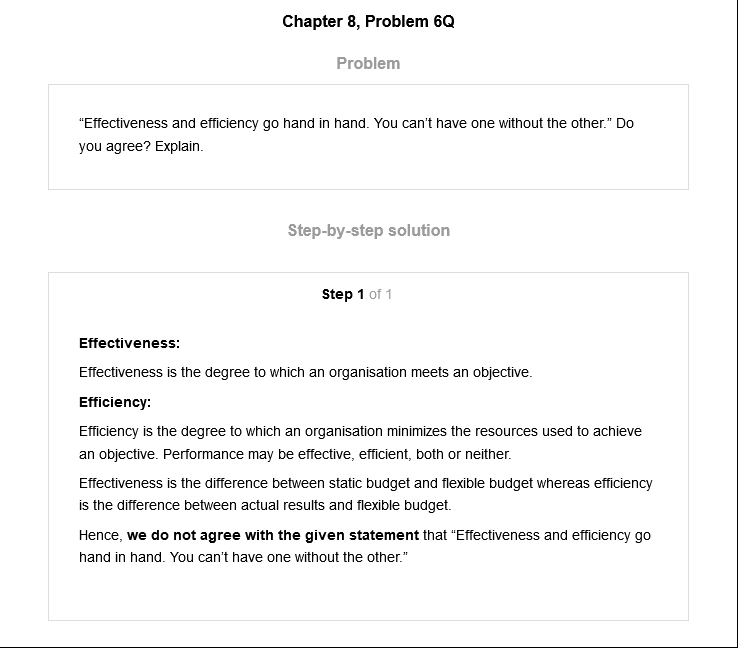 Chapter 8, Problem 6Q
Problem
“Effectiveness and efficiency go hand in hand. You can’t have one without the other.” Do
you agree? Explain.
Step-by-step solution
Step 1 of 1
Effectiveness:
Effectiveness is the degree to which an organisation meets an objective.
Efficiency:
Efficiency is the degree to which an organisation minimizes the resources used to achieve
an objective. Performance may be effective, efficient, both or neither.
Effectiveness is the difference between static budget and flexible budget whereas efficiency
is the difference between actual results and flexible budget.
Hence, we do not agree with the given statement that “Effectiveness and efficiency go
hand in hand. You can’t have one without the other.”